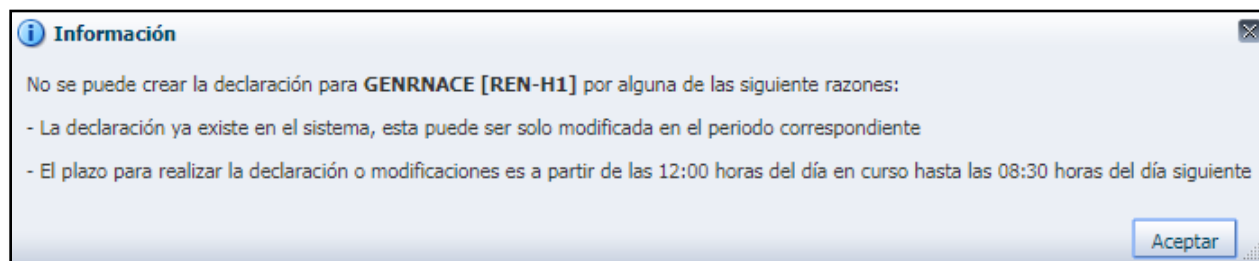 Información
No se puede crear la declaración para GENRNACE [REN-H1] por alguna de las siguiente razones:
- La declaración ya existe en el sistema, esta puede ser solo modificada en el periodo correspondiente
- El plazo para realizar la declaración o modificaciones es a partir de las 12:00 horas del día en curso hasta las 08:30 horas del día siguiente
Aceptar